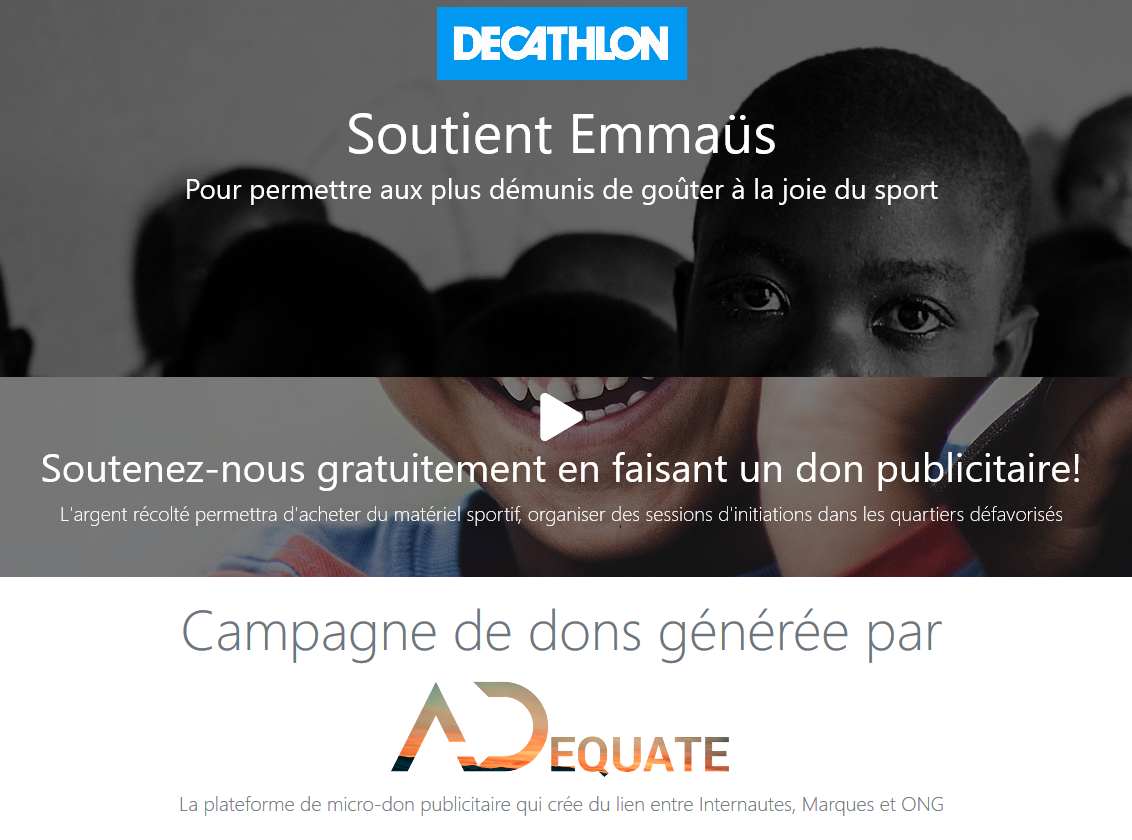 DECATHLON
Soutient Emmaüs
Pour permettre aux plus démunis de goûter à la joie du sport
Soutenez-nous gratuitement en faisant un don publicitaire!
L'argent récolté permettra d'acheter du matériel sportif, organiser des sessions d'initiations dans les quartiers défavorisés
Campagne de dons générée par
ADEQUATE
La plateforme de micro-don publicitaire qui crée du lien entre Internautes, Marques et ONG